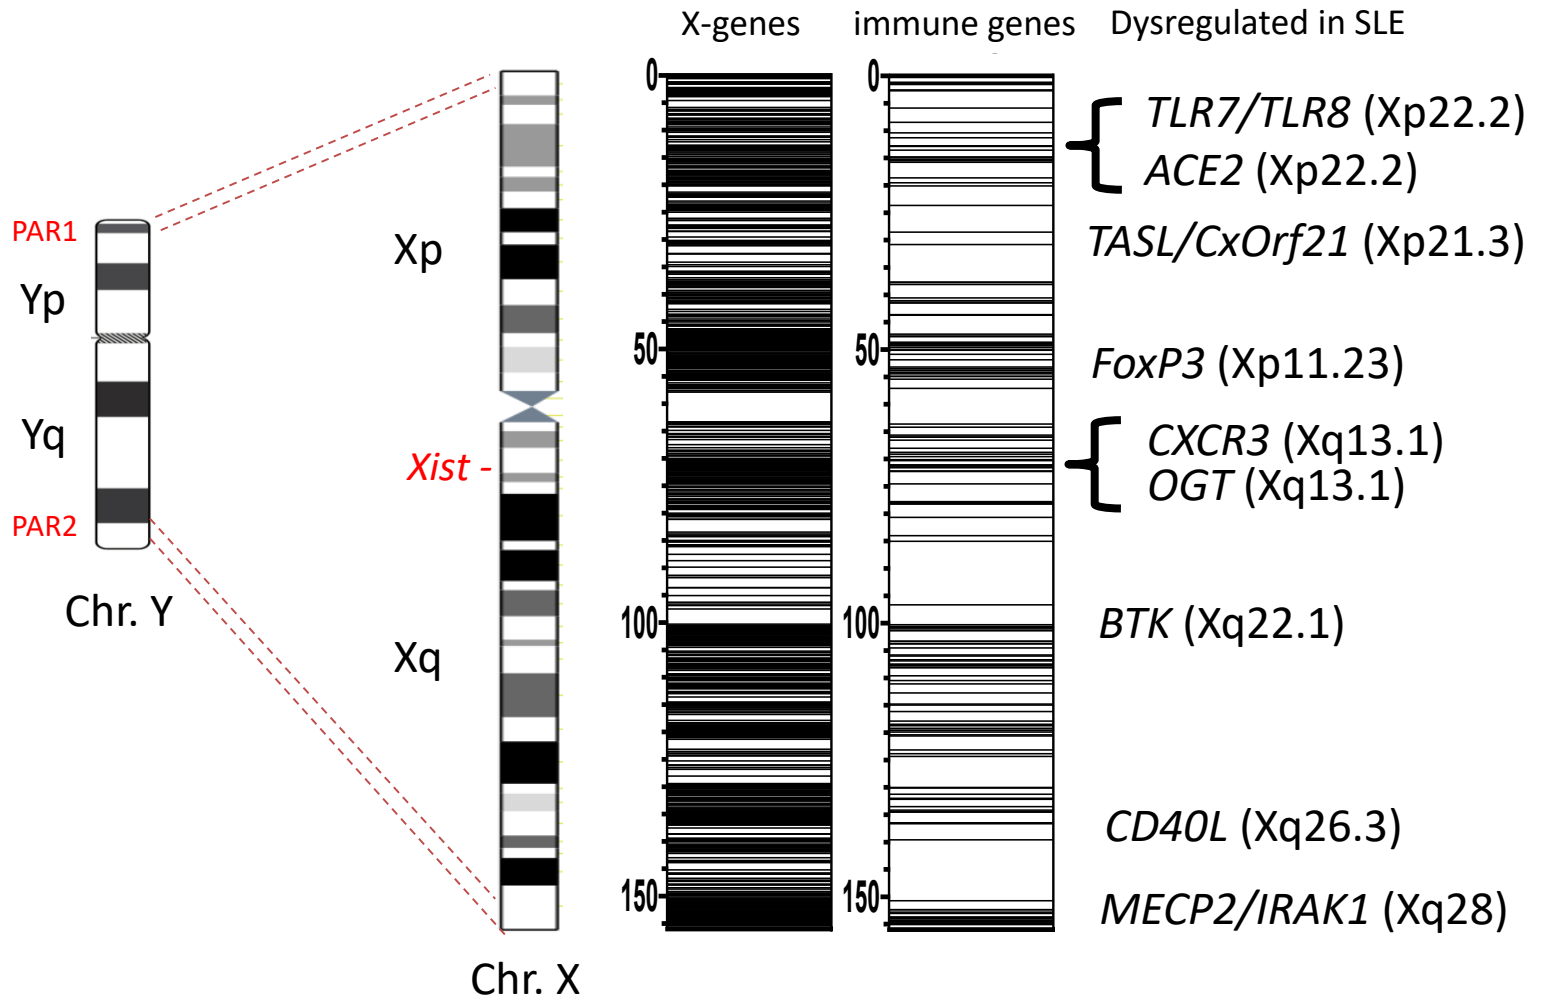 X-genes
immune genes
Dysregulated in SLE
PAR1
Yp
Yq
PAR2
Chr. Y
Xp
Xist -
Xq
Chr. X
0
50
100
150
0
50
100
150
TLR7/TLR8 (Xp22.2)
ACE2 (Xp22.2)
TASL/CxOrf21 (Xp21.3)
FoxP3 (Xp11.23)
CXCR3 (Xq13.1)
OGT (Xq13.1)
BTK (Xq22.1)
CD40L (Xq26.3)
MECP2/IRAK1 (Xq28)